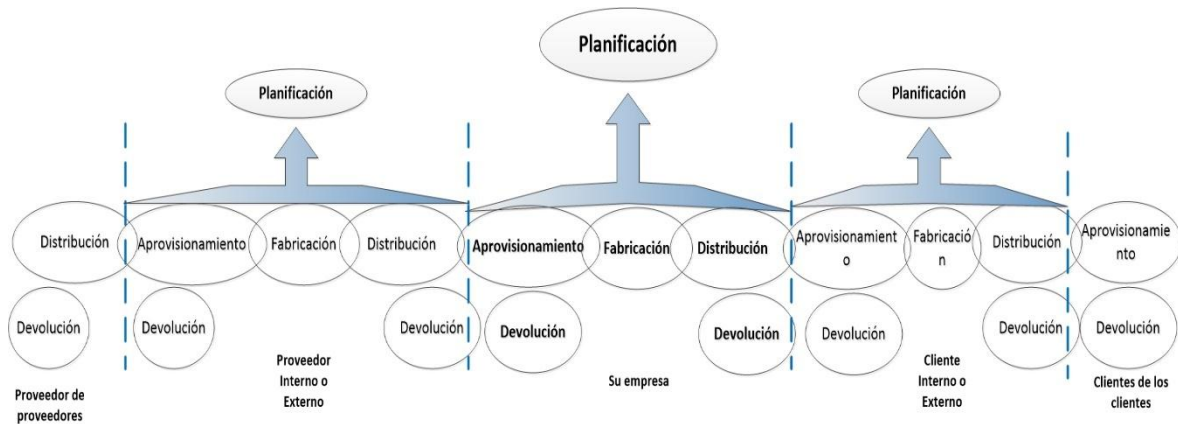 Planificación
Planificación
Planificación
Distribución
Aprovisionamiento
Fabricación
Distribución
Aprovisionamiento
Fabricación
Distribución
Aprovisionamient
o
Fabricació
n
Distribución
Aprovisionamie
nto
Devolución
Devolución
Devolución
Devolución
Devolución
Devolución
Devolución
Devolución
Proveedor de
proveedores
Proveedor
Interno o
Externo
Su empresa
Cliente
Interno o
Externo
Clientes de los
clientes